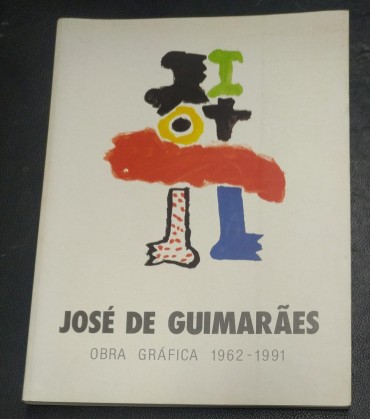 JOSÉ DE GUIMARÃES
OBRA GRÁFICA 1962-1991